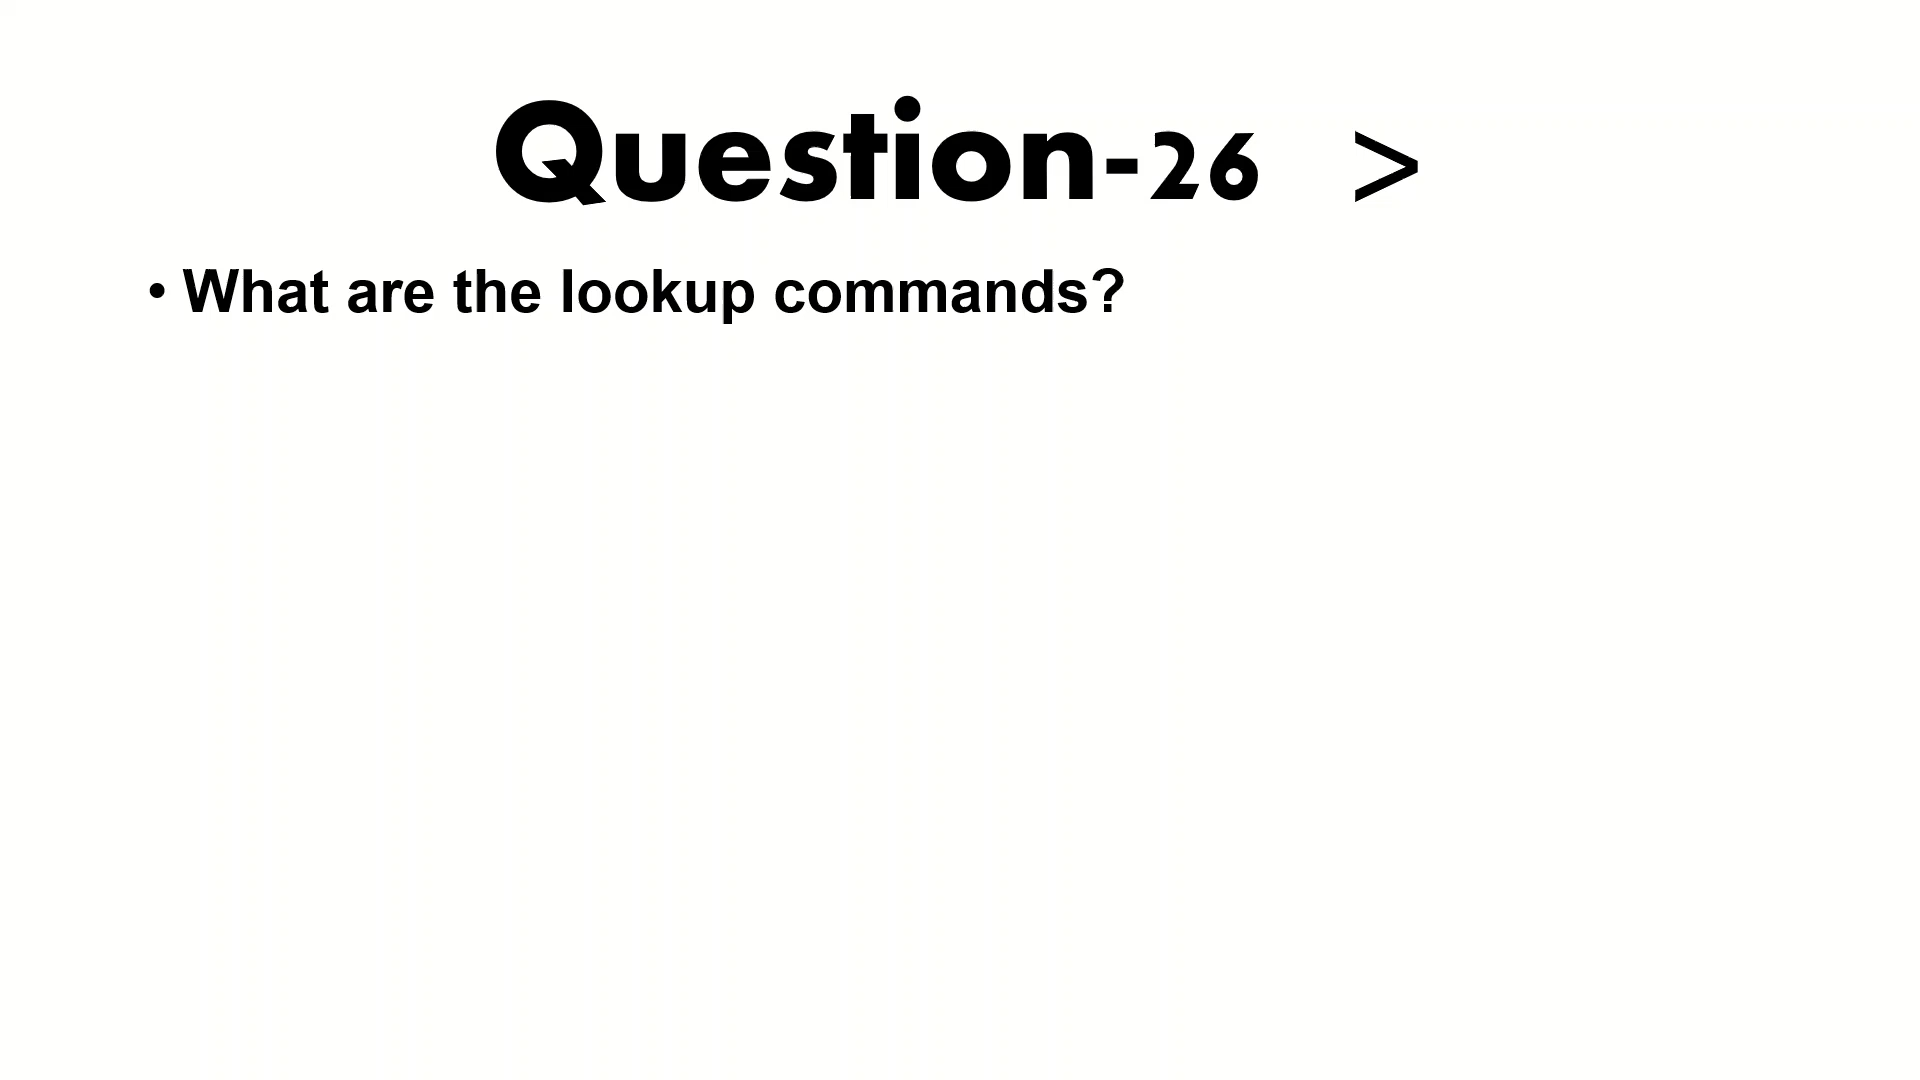 Question-26 >
• What are the lookup commands?